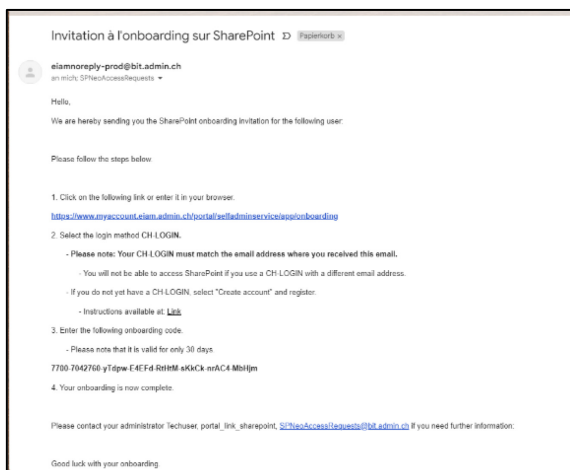 Invitation à l'onboarding sur SharePoint Papierkorb x
eiamnoreply-prod@bit.admin.ch
an mich; SPNeoAccessRequests
Hello,
We are hereby sending you the SharePoint onboarding invitation for the following user:
Please follow the steps below.
1. Click on the following link or enter it in your browser.
https://www.myaccount.eiam.admin.ch/portal/selfadminservice/app/onboarding
2. Select the login method CH-LOGIN.
- Please note: Your CH-LOGIN must match the email address where you received this email.
- You will not be able to access SharePoint if you use a CH-LOGIN with a different email address.
- If you do not yet have a CH-LOGIN, select "Create account" and register.
- Instructions available at: Link
3. Enter the following onboarding code.
- Please note that it is valid for only 30 days
7700-7042760-yTdpw-E4EFd-RtHtM-sKkCk-nrAC4-MbHjm
4. Your onboarding is now complete.
Please contact your administrator Techuser, portal_link_sharepoint, SPNeoAccessRequests@bit.admin.ch if you need further information:
Good luck with your onboarding.